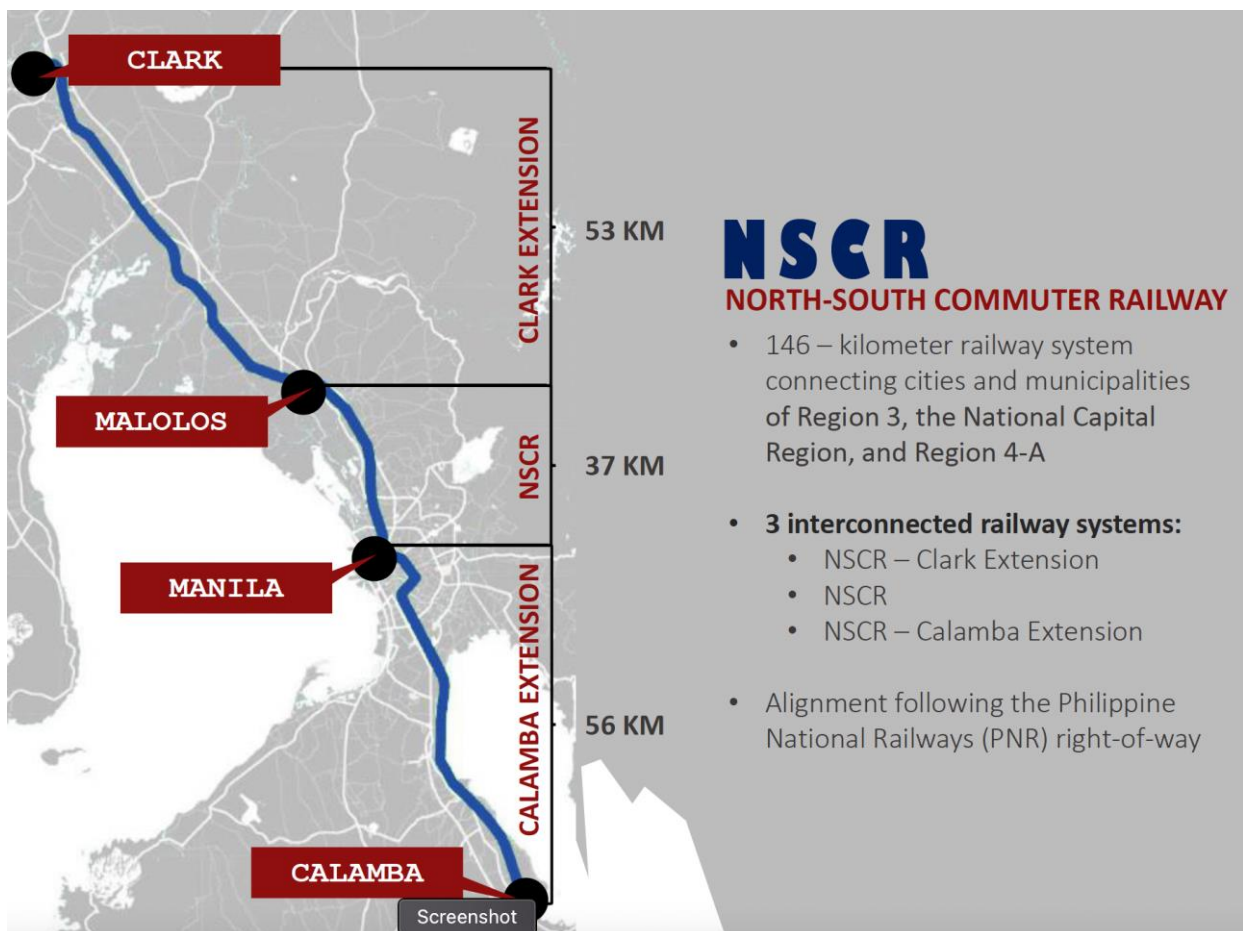 CLARK
CLARK EXTENSION
53 KM
MALOLOS
NSCR
37 KM
MANILA
CALAMBA EXTENSION
56 KM
CALAMBA
Screenshot
NSCR
NORTH-SOUTH COMMUTER RAILWAY
• 146 – kilometer railway system
connecting cities and municipalities
of Region 3, the National Capital
Region, and Region 4-A
• 3 interconnected railway systems:
• NSCR – Clark Extension
• NSCR
• NSCR – Calamba Extension
• Alignment following the Philippine
National Railways (PNR) right-of-way